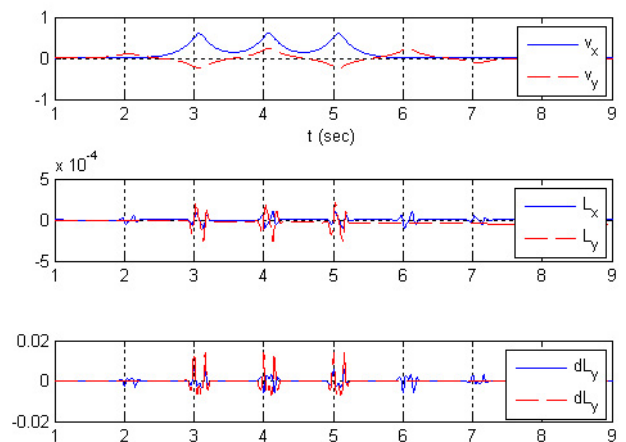 1
v_x
0
v_y
-1
1 2 3 4 5 6 7 8 9
t (sec)
x 10^-4
5
L_x
0
L_y
-5
1 2 3 4 5 6 7 8 9
0.02
dL_y
0
dL_y
-0.02
1 2 3 4 5 6 7 8 9